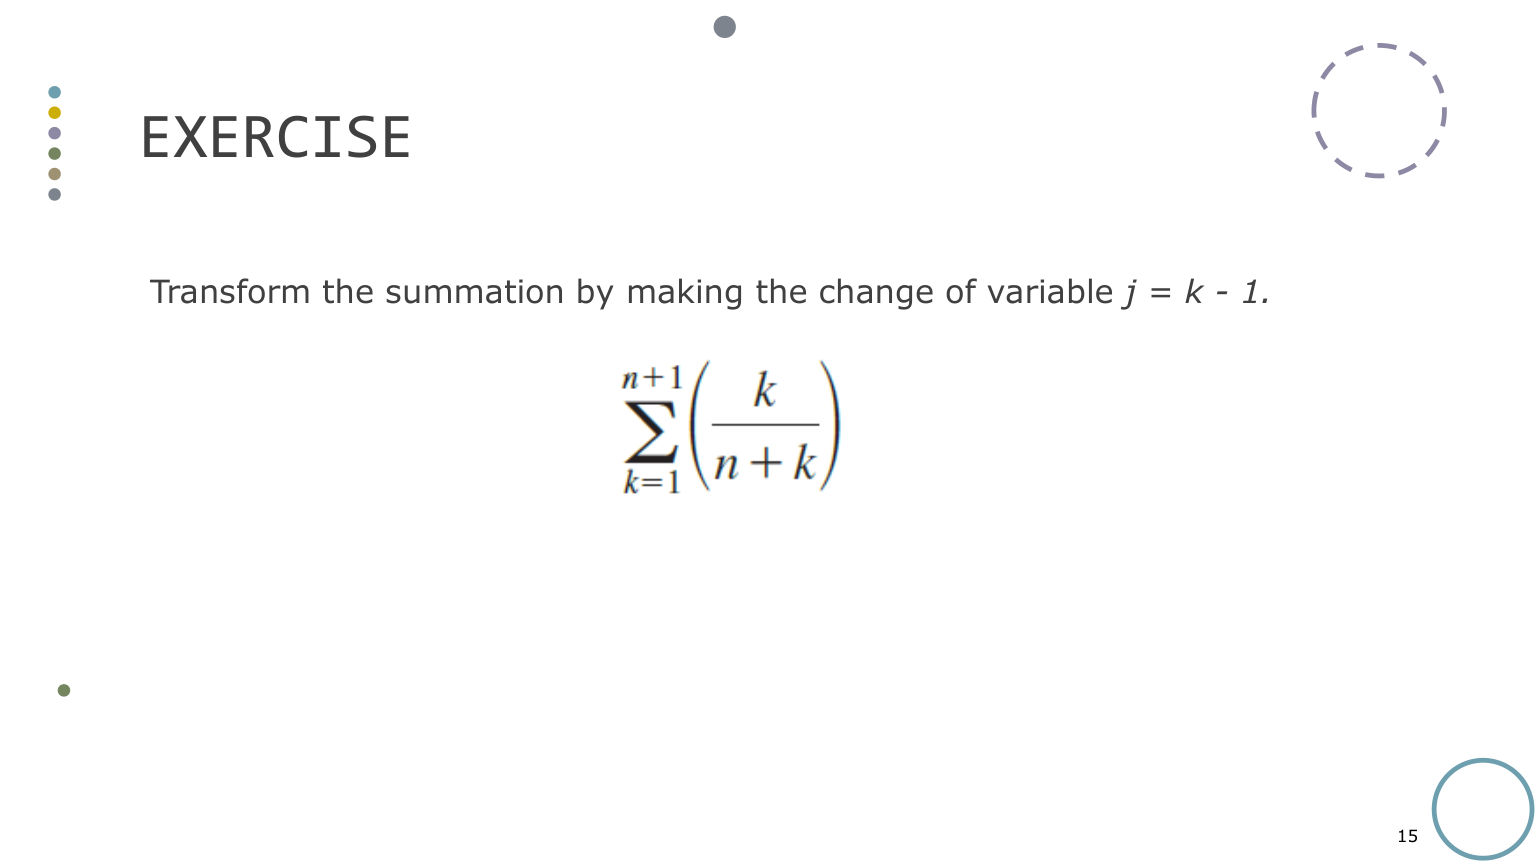 EXERCISE
Transform the summation by making the change of variable j = k - 1.
n+1
∑ ( k / n + k )
k=1
15